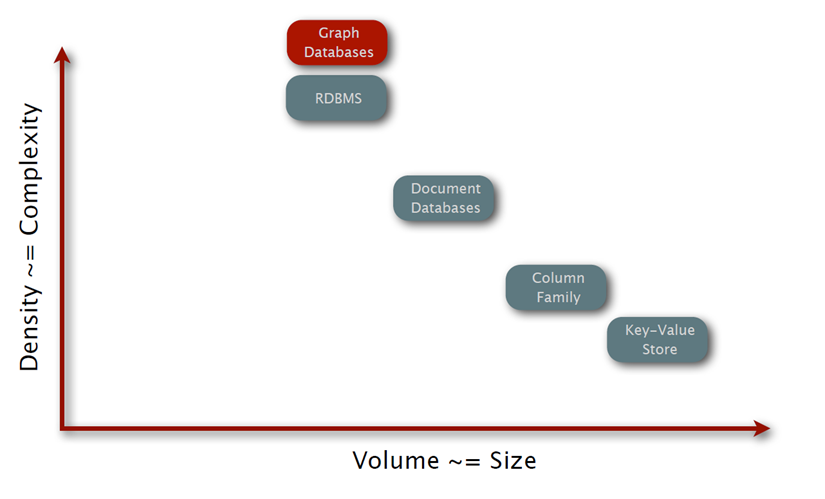 Graph
Databases
RDBMS
Document
Databases
Column
Family
Key-Value
Store
Density ~= Complexity
Volume ~= Size